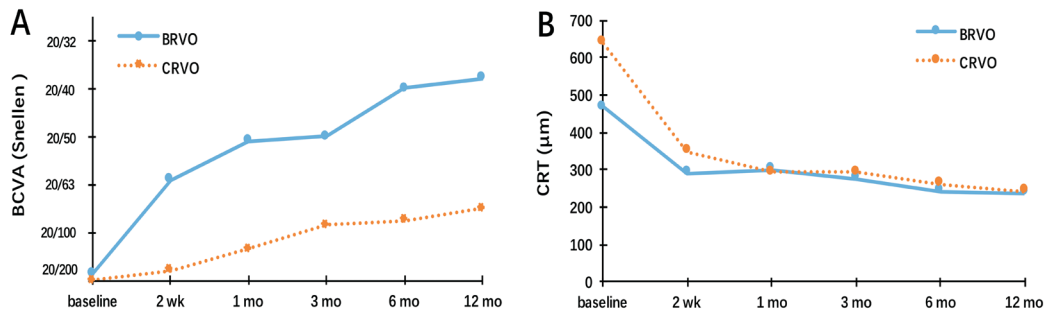 A
BCVA (Snellen )
20/32
20/40
20/50
20/63
20/100
20/200
BRVO
CRVO
baseline
2 wk
1 mo
3 mo
6 mo
12 mo
B
CRT (µm)
700
600
500
400
300
200
100
0
BRVO
CRVO
baseline
2 wk
1 mo
3 mo
6 mo
12 mo